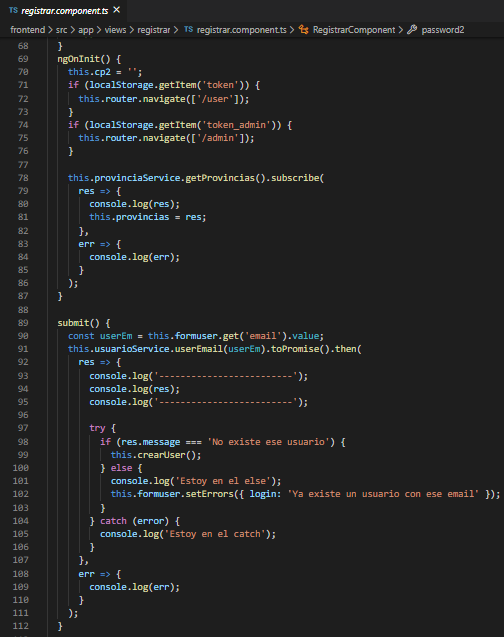 TS registrar.component.ts ×
frontend > src > app > views > registrar > TS registrar.component.ts > RegistrarComponent > password2
68 }
69 ngOnInit() {
70 this.cp2 = '';
71 if (localStorage.getItem('token')) {
72 this.router.navigate(['/user']);
73 }
74 if (localStorage.getItem('token_admin')) {
75 this.router.navigate(['/admin']);
76 }
77
78 this.provinciaService.getProvincias().subscribe(
79 res => {
80 console.log(res);
81 this.provincias = res;
82 },
83 err => {
84 console.log(err);
85 }
86 );
87 }
88
89 submit() {
90 const userEm = this.formuser.get('email').value;
91 this.usuarioService.userEmail(userEm).toPromise().then(
92 res => {
93 console.log('-------------------------');
94 console.log(res);
95 console.log('-------------------------');
96
97 try {
98 if (res.message === 'No existe ese usuario') {
99 this.crearUser();
100 } else {
101 console.log('Estoy en el else');
102 this.formuser.setErrors({ login: 'Ya existe un usuario con ese email' });
103 }
104 } catch (error) {
105 console.log('Estoy en el catch');
106 }
107 },
108 err => {
109 console.log(err);
110 }
111 );
112 }